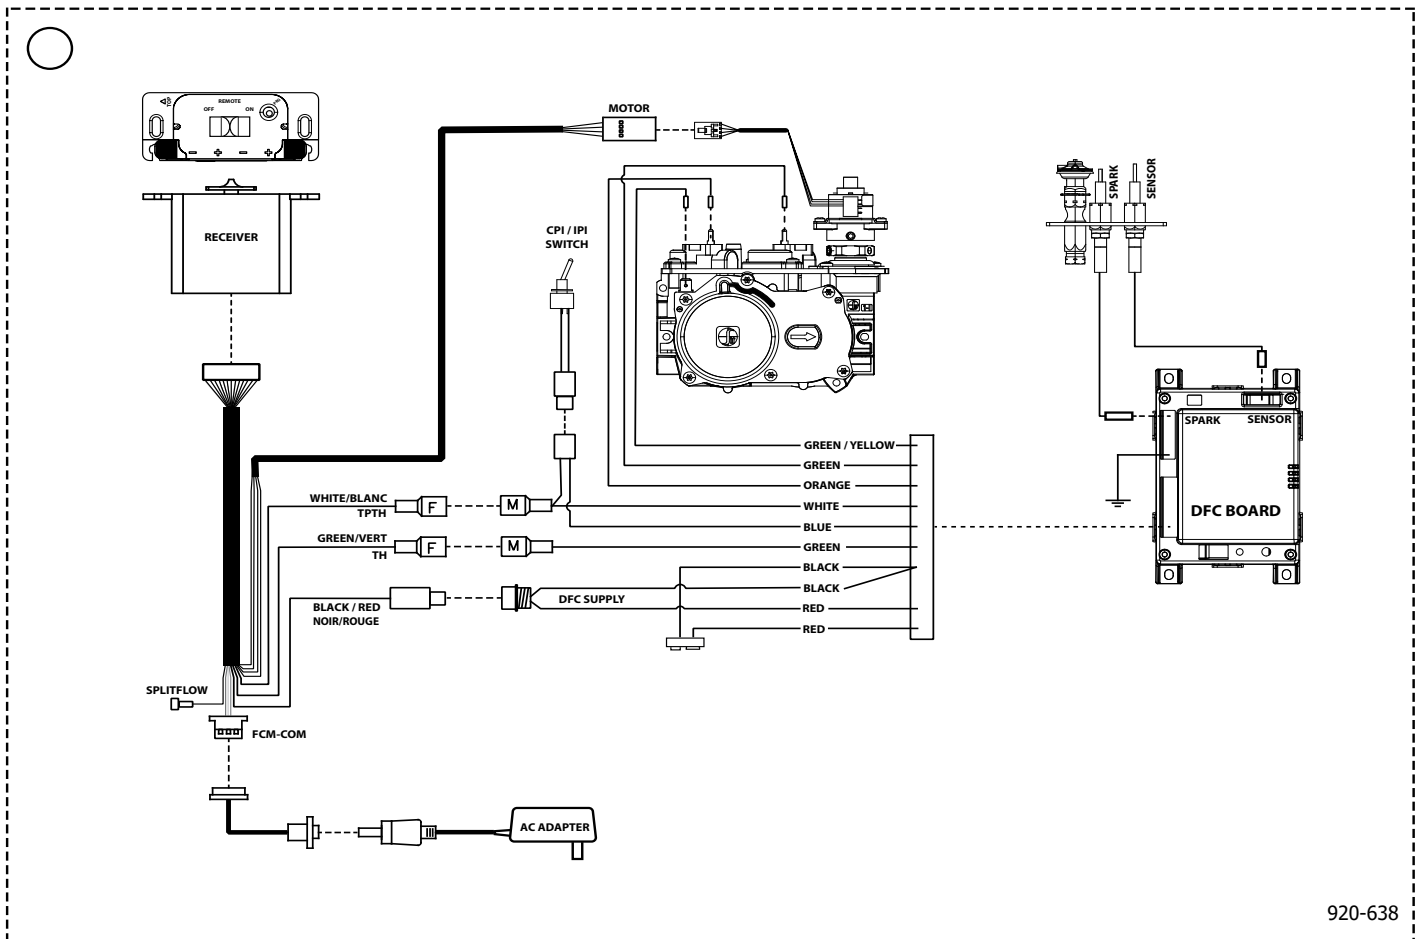 TOP
REMOTE
OFF ON
RECEIVER
MOTOR
CPI / IPI
SWITCH
SPARK
SENSOR
SPARK SENSOR
DFC BOARD
GREEN / YELLOW
GREEN
ORANGE
WHITE
BLUE
GREEN
BLACK
BLACK
RED
RED
WHITE/BLANC
TPTH
F
M
GREEN/VERT
TH
F
M
BLACK / RED
NOIR/ROUGE
DFC SUPPLY
SPLITFLOW
FCM-COM
AC ADAPTER
920-638